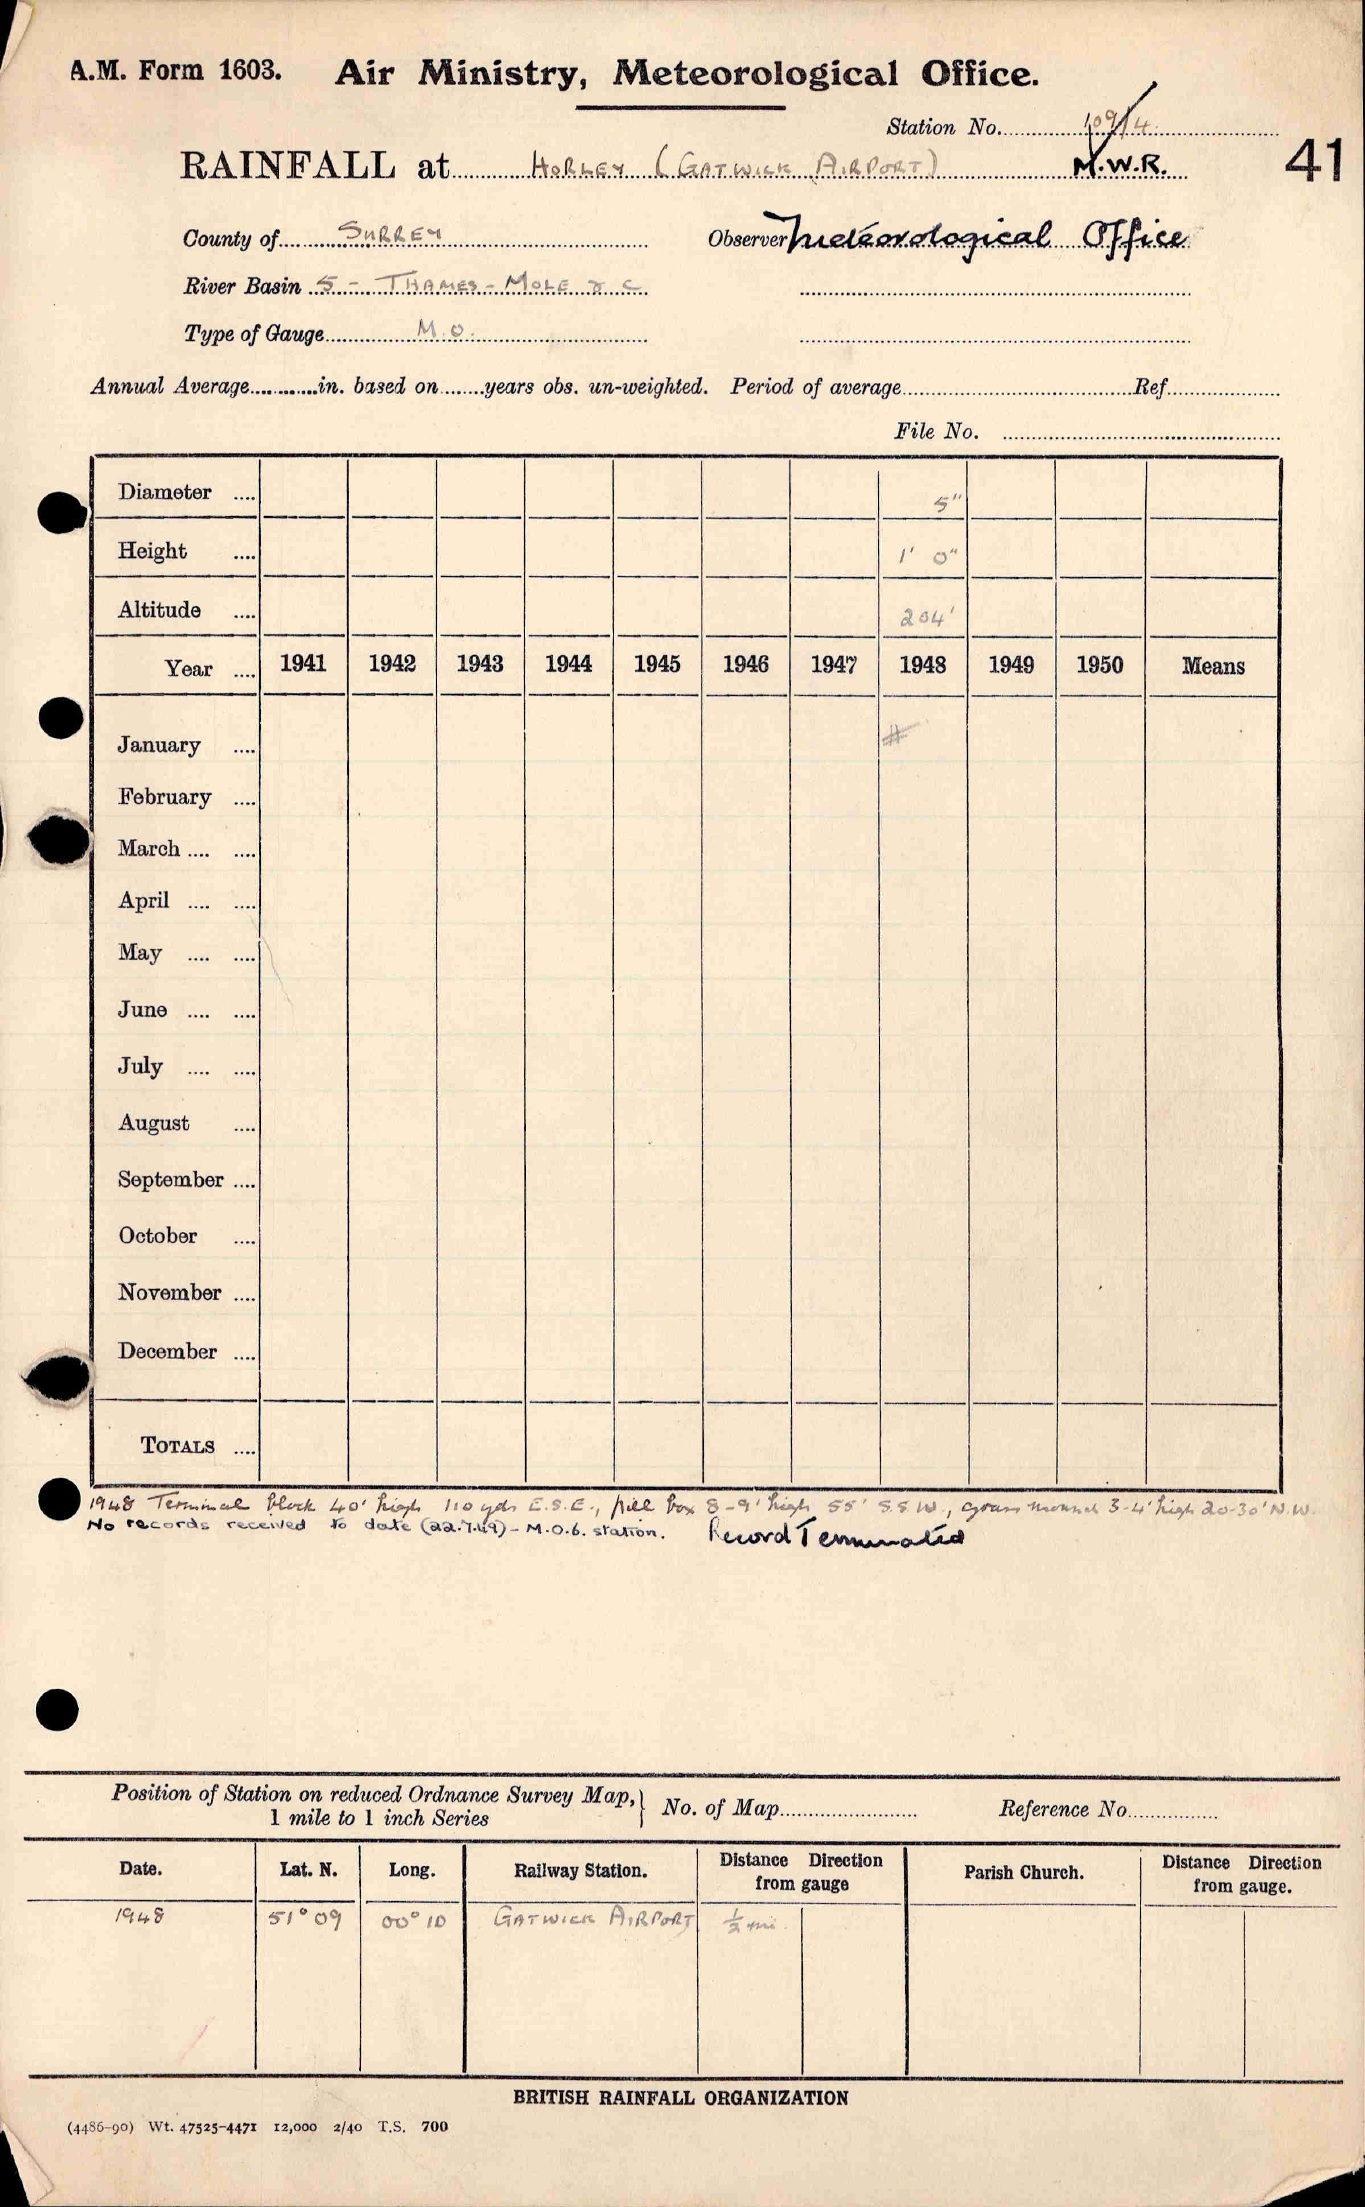 A.M. Form 1603. Air Ministry, Meteorological Office.
Station No. 109/4
RAINFALL at HORLEY (GATWICK AIRPORT) M.W.R. 41
County of SURREY Observer Meteorological Office
River Basin 5 - THAMES - MOLE & C
Type of Gauge M.O.
Annual Average in. based on years obs. un-weighted. Period of average Ref
File No.
Diameter .... 5"
Height .... 1' 0"
Altitude .... 204'
Year .... 1941 1942 1943 1944 1945 1946 1947 1948 1949 1950 Means
January .... #
February ....
March .... ....
April .... ....
May .... ....
June .... ....
July .... ....
August ....
September ....
October ....
November ....
December ....
TOTALS ....
1948 Terminal block 40' high 110 yds E.S.E., pill box 8-9' high 55' S.S.W., grass mound 3-4' high 20-30' N.W.
No records received to date (22.7.49) - M.O.6. station. Record Terminated
Position of Station on reduced Ordnance Survey Map, } No. of Map Reference No.
1 mile to 1 inch Series
Date. Lat. N. Long. Railway Station. Distance Direction from gauge Parish Church. Distance Direction from gauge.
1948 51° 09 00° 10 GATWICK AIRPORT ½ mi.
BRITISH RAINFALL ORGANIZATION
(4486-90) Wt. 47525-4471 12,000 2/40 T.S. 700